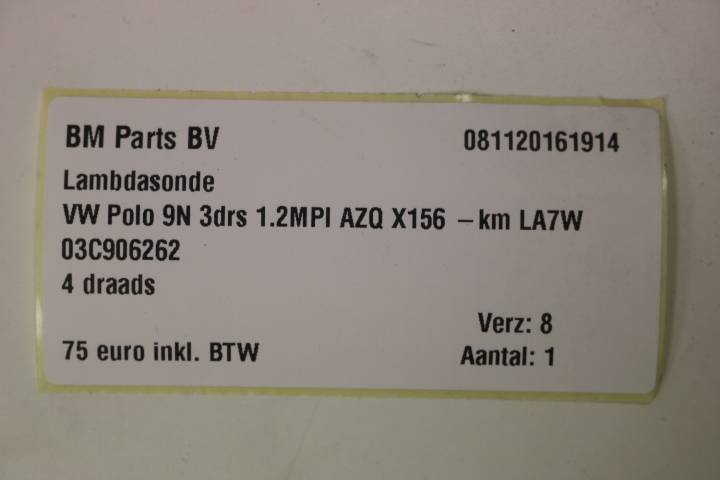 BM Parts BV 081120161914
Lambdasonde
VW Polo 9N 3drs 1.2MPI AZQ X156 – km LA7W
03C906262
4 draads
Verz: 8
75 euro inkl. BTW Aantal: 1